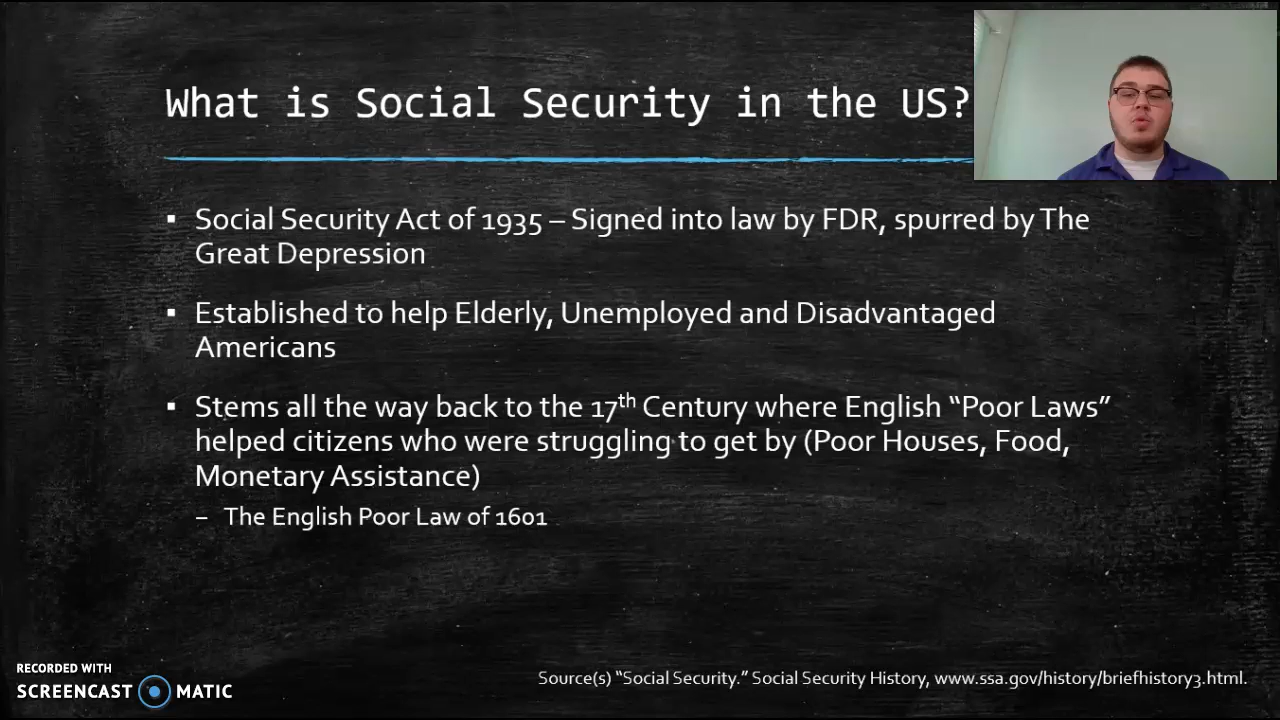 What is Social Security in the US?
▪ Social Security Act of 1935 – Signed into law by FDR, spurred by The
Great Depression
▪ Established to help Elderly, Unemployed and Disadvantaged
Americans
▪ Stems all the way back to the 17th Century where English “Poor Laws”
helped citizens who were struggling to get by (Poor Houses, Food,
Monetary Assistance)
– The English Poor Law of 1601
RECORDED WITH
SCREENCAST MATIC
Source(s) “Social Security.” Social Security History, www.ssa.gov/history/briefhistory3.html.